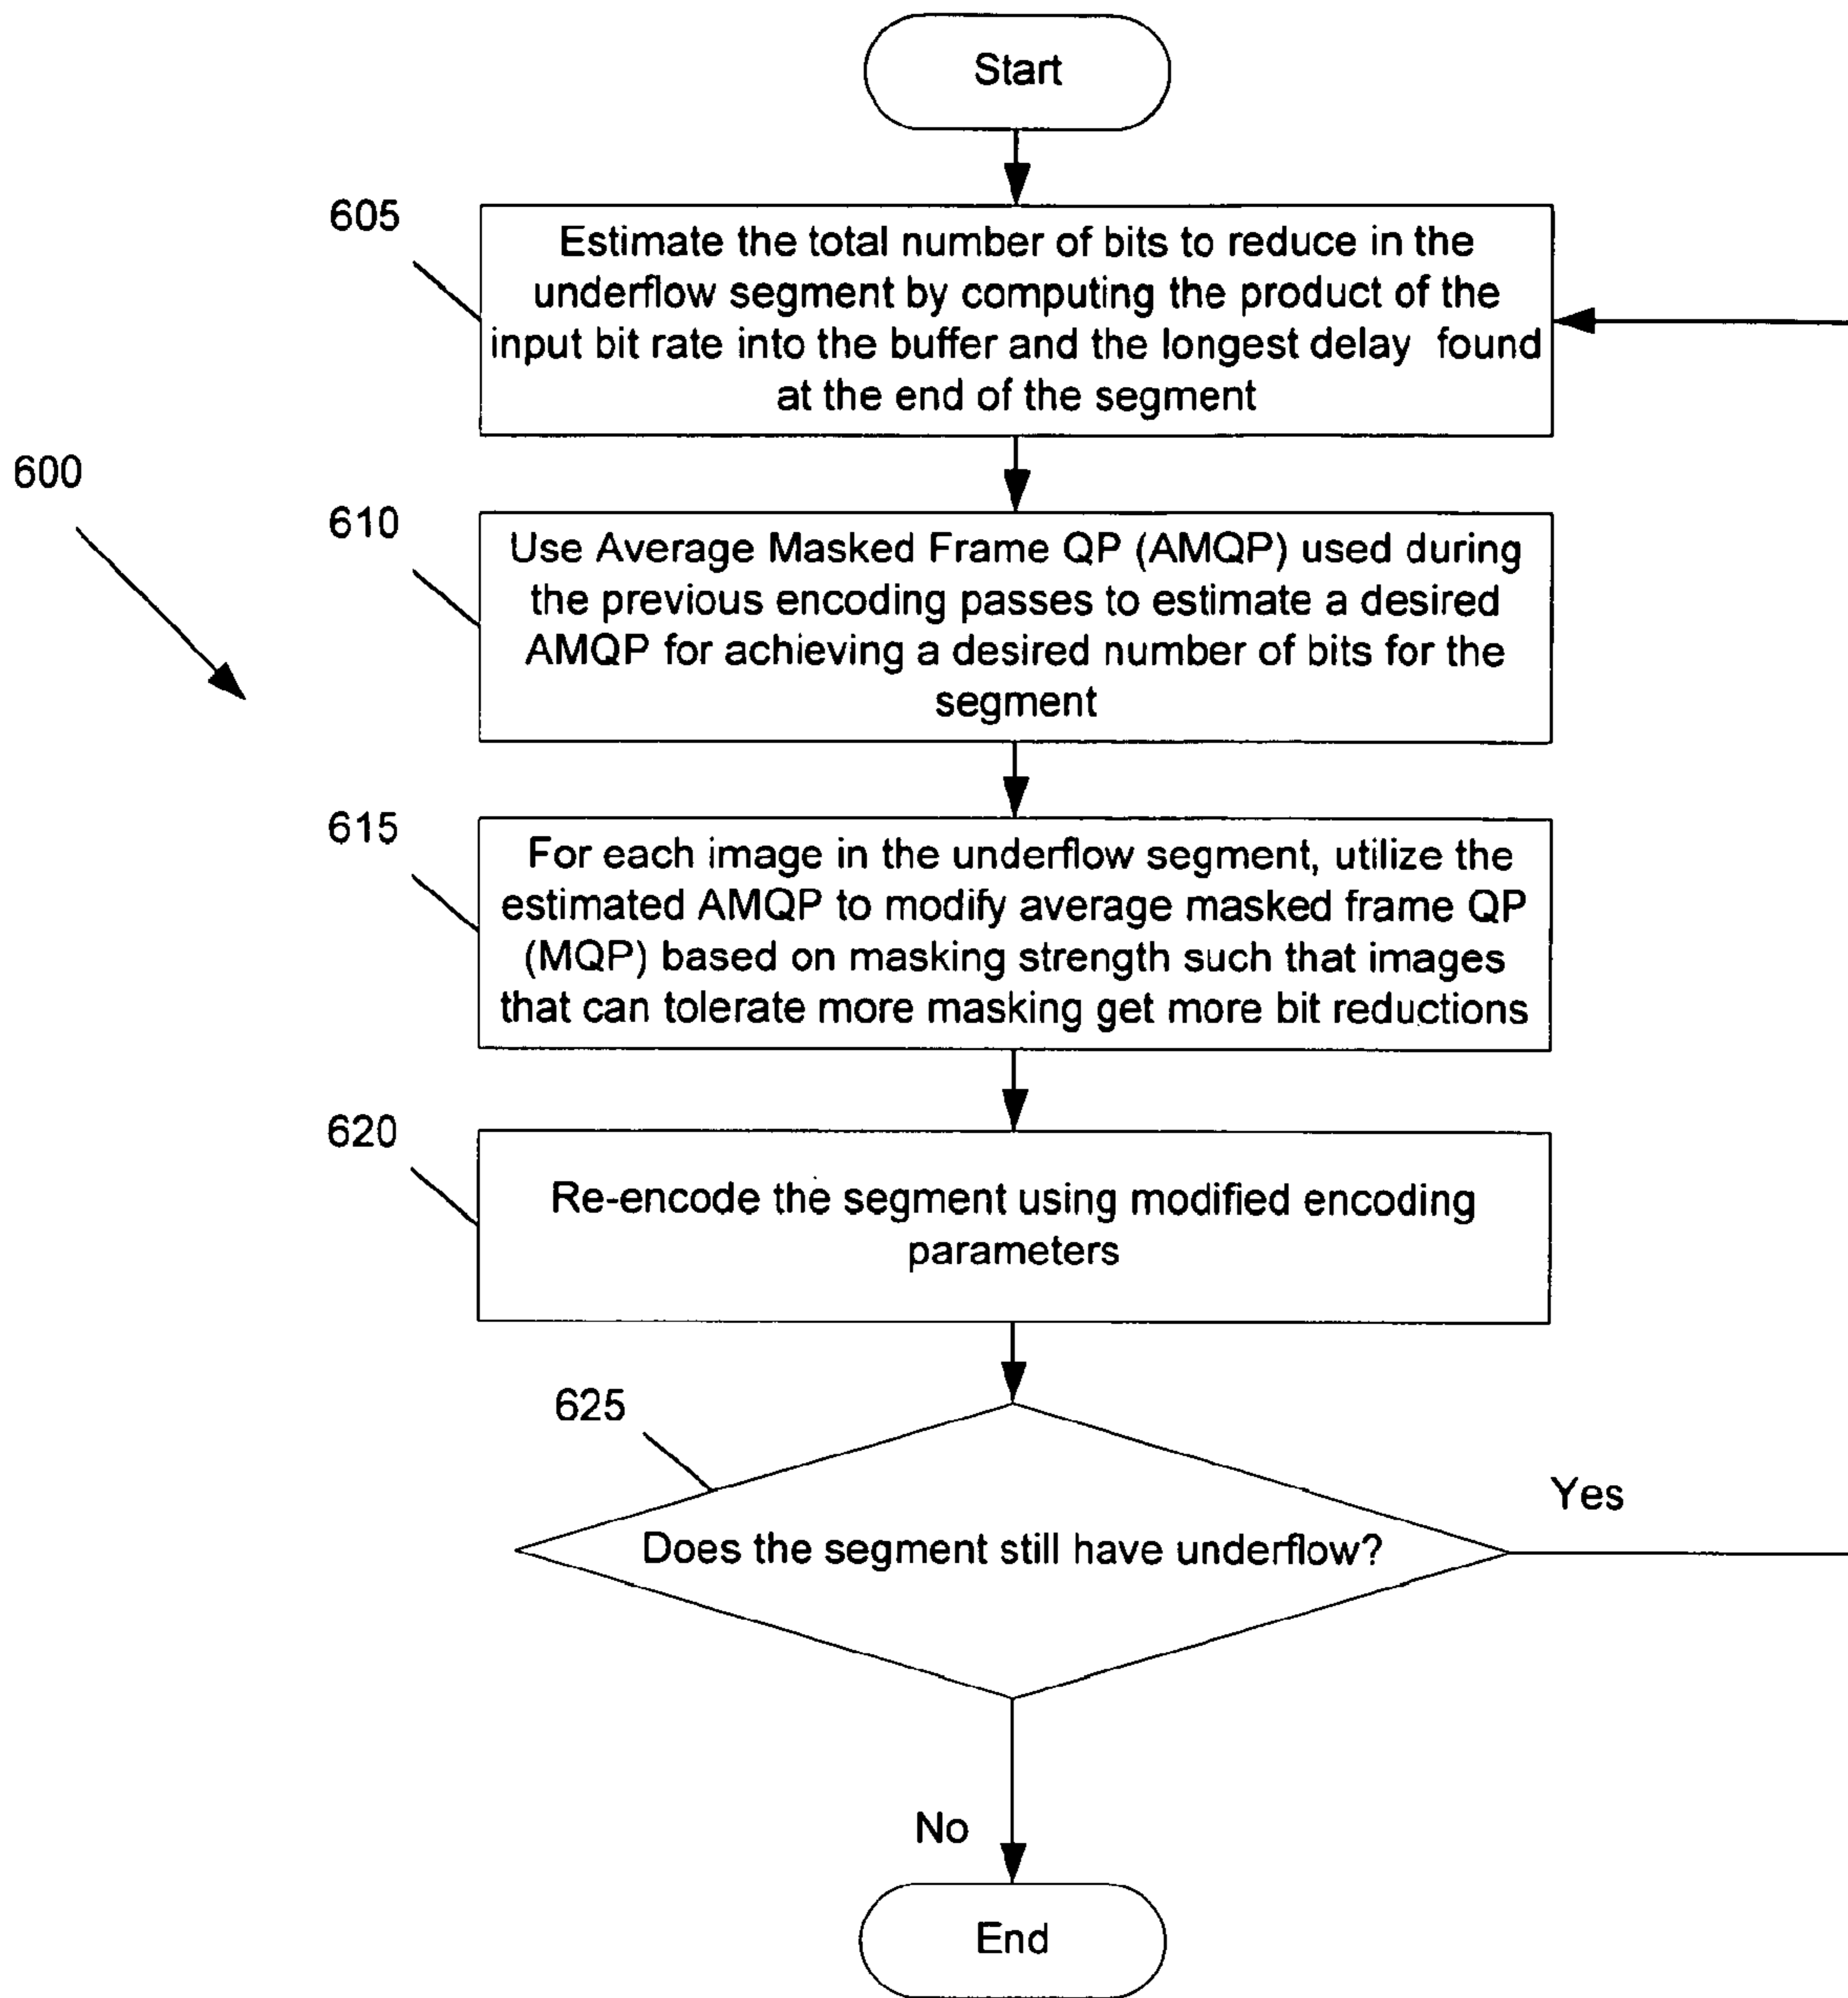 Start
605
Estimate the total number of bits to reduce in the
underflow segment by computing the product of the
input bit rate into the buffer and the longest delay found
at the end of the segment
600
610
Use Average Masked Frame QP (AMQP) used during
the previous encoding passes to estimate a desired
AMQP for achieving a desired number of bits for the
segment
615
For each image in the underflow segment, utilize the
estimated AMQP to modify average masked frame QP
(MQP) based on masking strength such that images
that can tolerate more masking get more bit reductions
620
Re-encode the segment using modified encoding
parameters
625
Yes
Does the segment still have underflow?
No
End